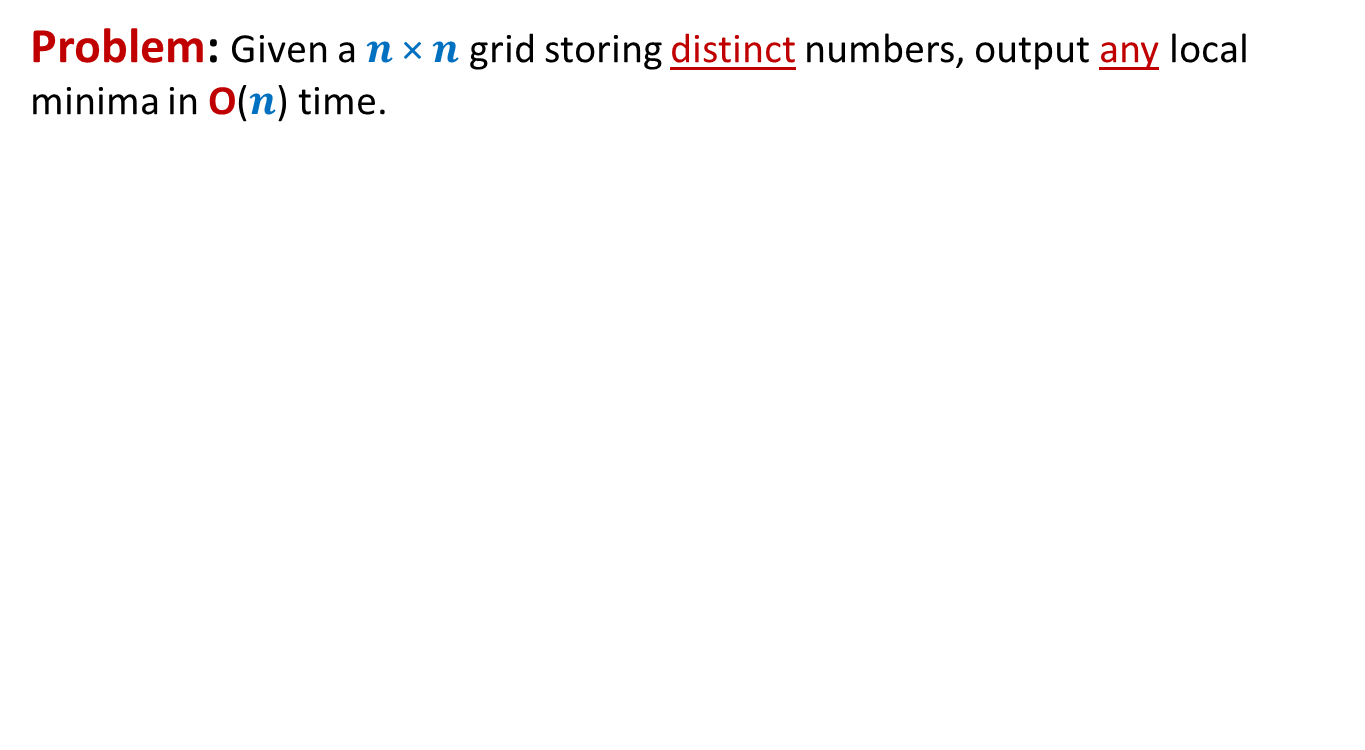 Problem: Given a n × n grid storing distinct numbers, output any local
minima in O(n) time.